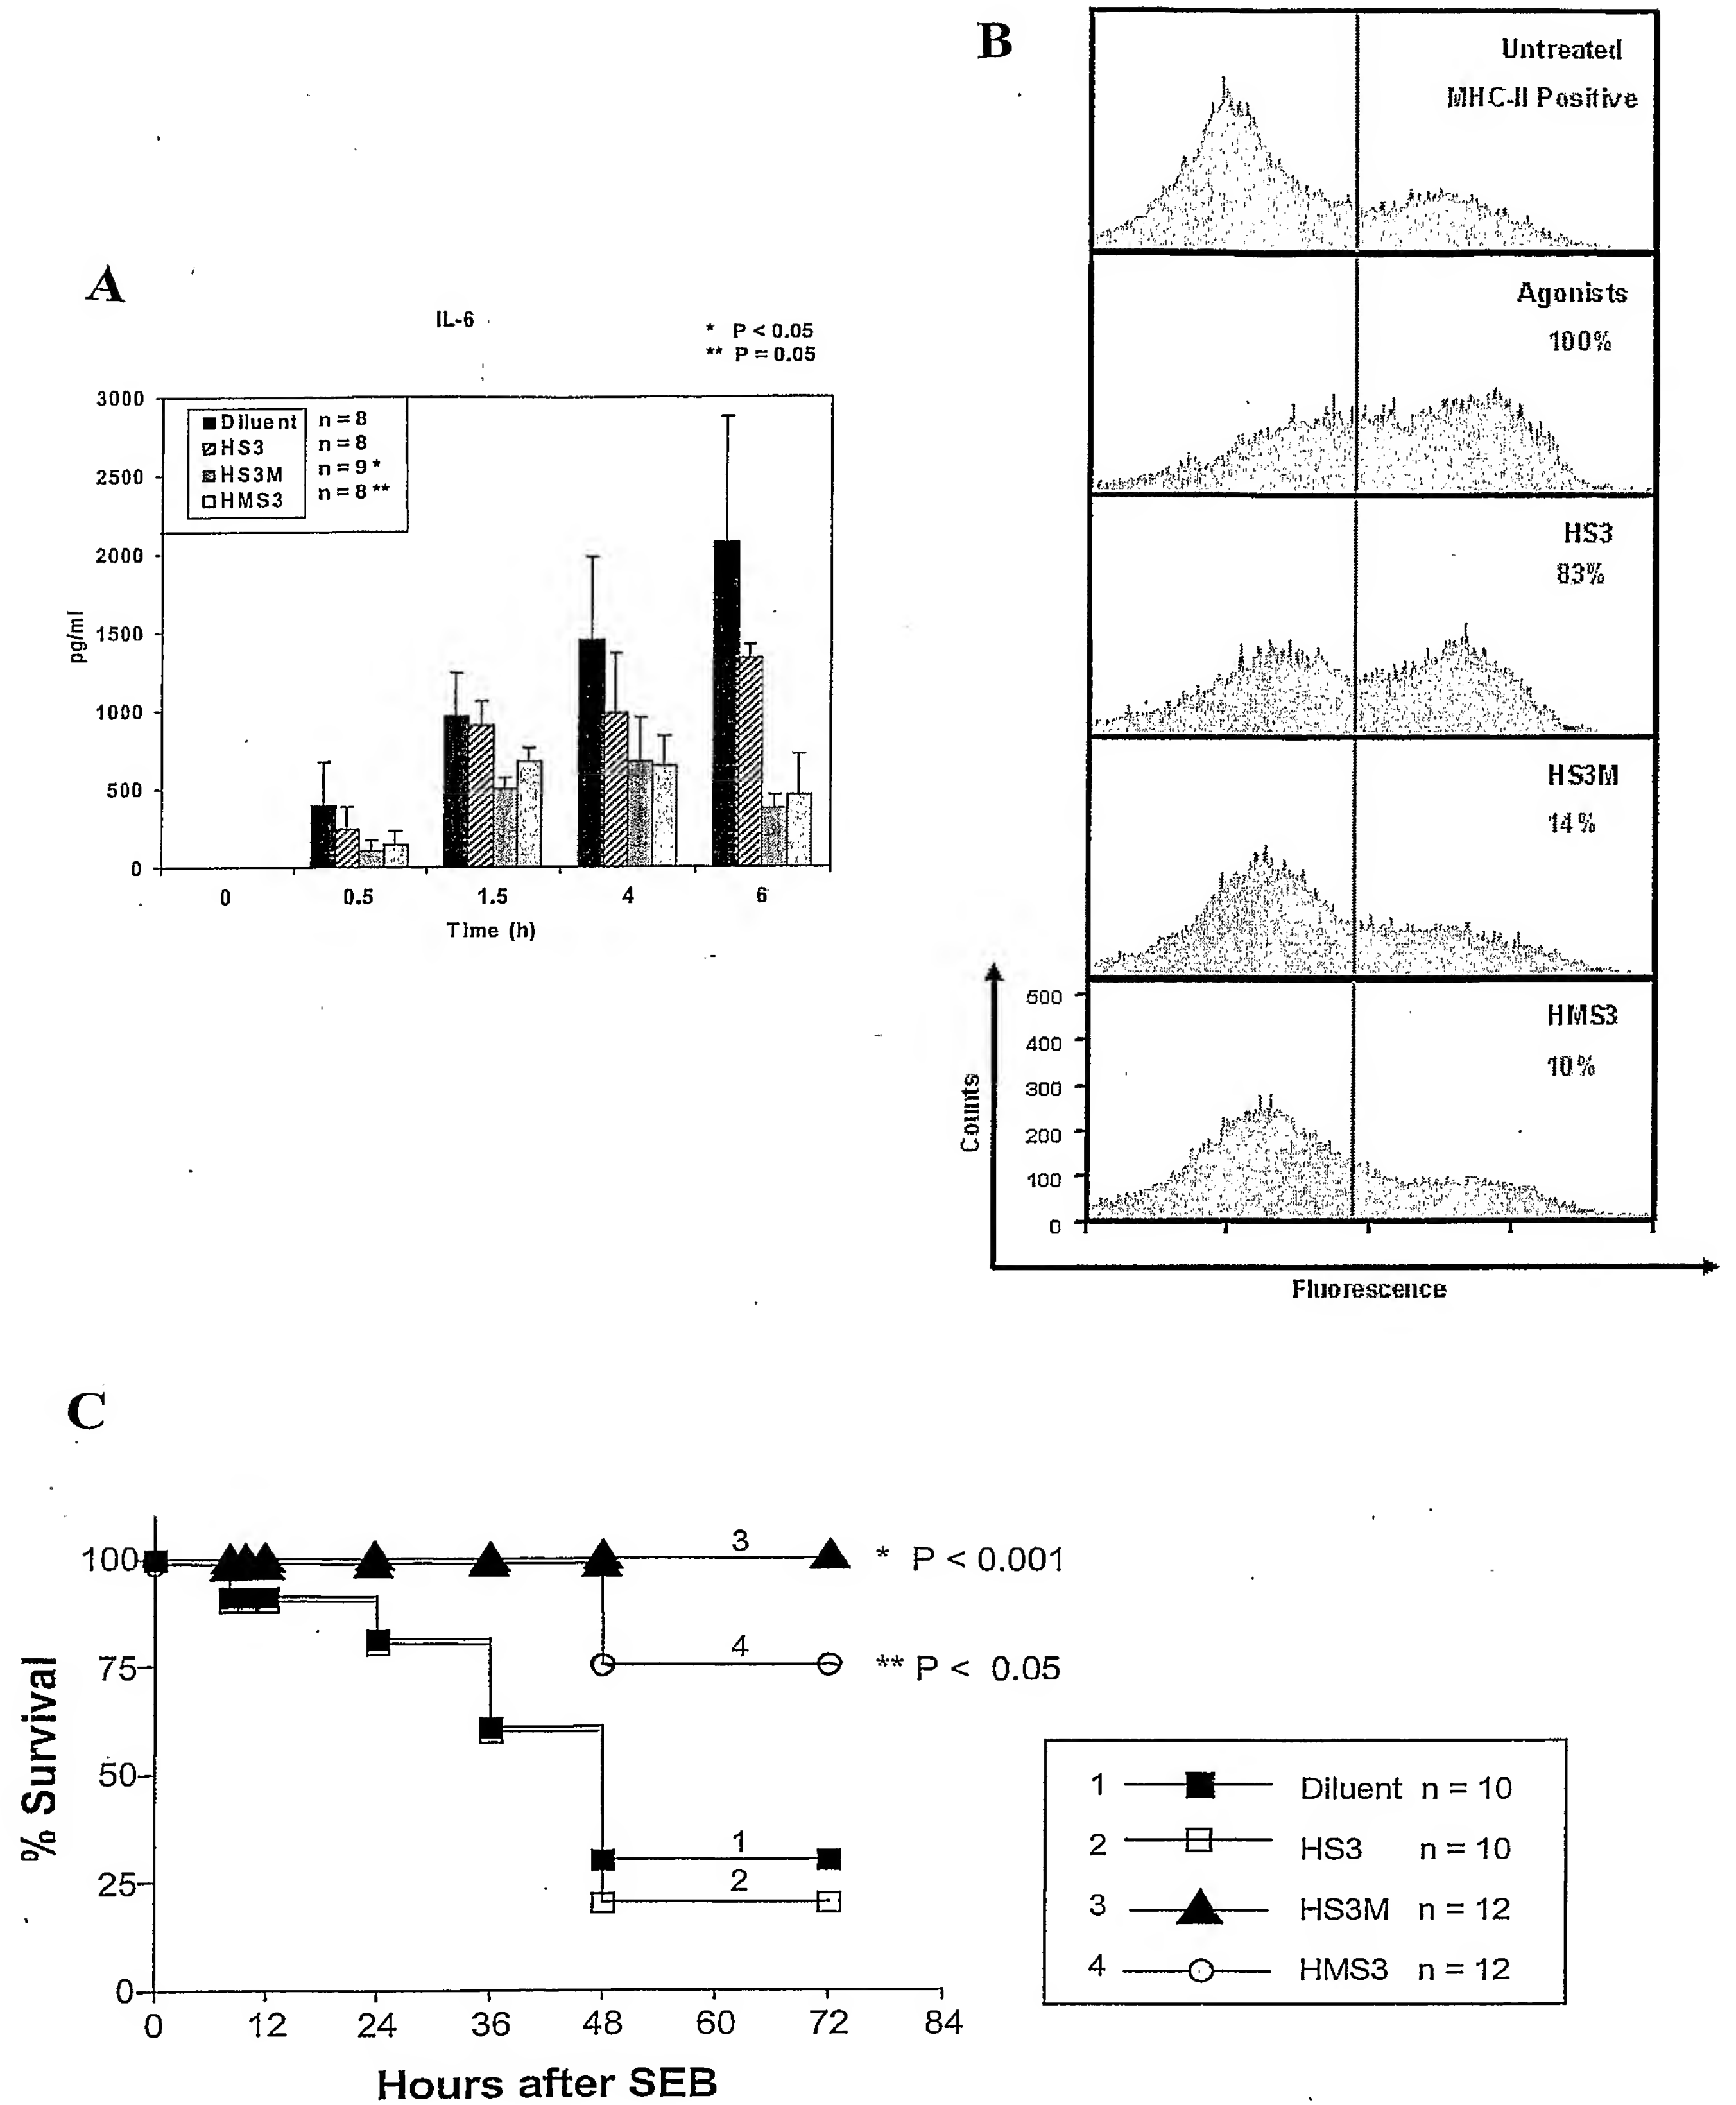 A
IL-6
* P < 0.05
** P = 0.05
3000
2500
2000
1500
1000
500
0
pg/ml
Diluent n = 8
HS3 n = 8
HS3M n = 9 *
HMS3 n = 8 **
0 0.5 1.5 4 6
Time (h)
B
Untreated
MHC-II Positive
Agonists
100%
HS3
83%
HS3M
14%
HMS3
10%
500
400
300
200
100
0
Counts
Fluorescence
C
100
75
50
25
0
% Survival
3 * P < 0.001
4 ** P < 0.05
1
2
0 12 24 36 48 60 72 84
Hours after SEB
1 Diluent n = 10
2 HS3 n = 10
3 HS3M n = 12
4 HMS3 n = 12